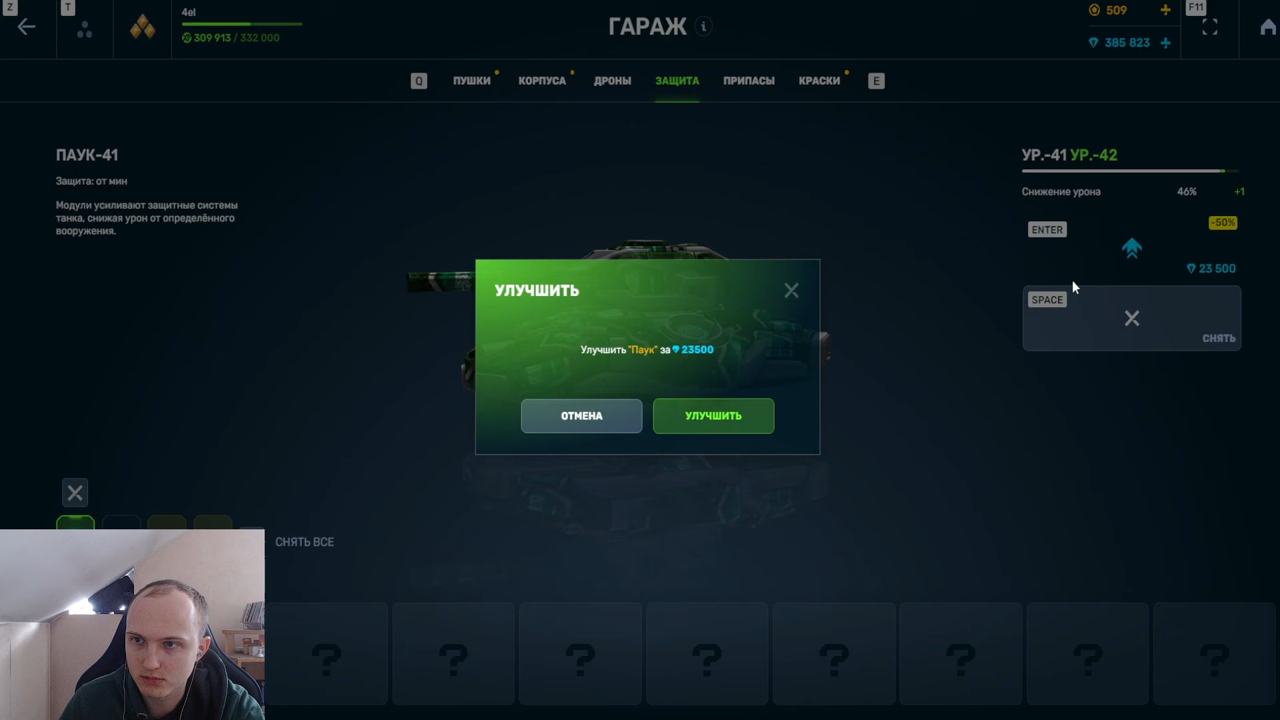 Z
T
4el
309 913 / 332 000
ГАРАЖ
i
509
385 823
F11
Q
ПУШКИ
КОРПУСА
ДРОНЫ
ЗАЩИТА
ПРИПАСЫ
КРАСКИ
E
ПАУК-41
Защита: от мин
Модули усиливают защитные системы
танка, снижая урон от определённого
вооружения.
УР.-41 УР.-42
Снижение урона 46% +1
ENTER
-50%
23 500
SPACE
СНЯТЬ
УЛУЧШИТЬ
Улучшить "Паук" за 23500
ОТМЕНА
УЛУЧШИТЬ
СНЯТЬ ВСЕ
? ? ? ? ? ? ? ?